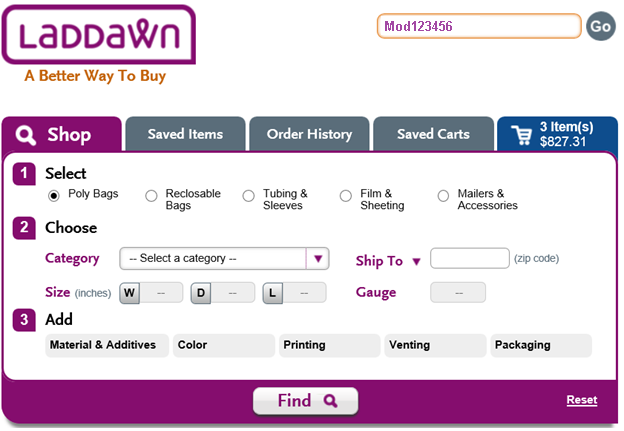 LADDAWN
Mod123456
Go
A Better Way To Buy
Shop
Saved Items
Order History
Saved Carts
3 Item(s)
$827.31
1 Select
Poly Bags
Reclosable
Bags
Tubing &
Sleeves
Film &
Sheeting
Mailers &
Accessories
2 Choose
Category
-- Select a category --
Ship To
(zip code)
Size (inches)
W --
D --
L --
Gauge
--
3 Add
Material & Additives
Color
Printing
Venting
Packaging
Find
Reset